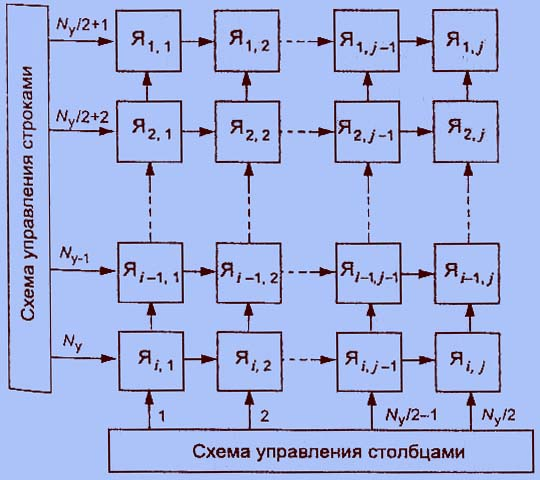 Схема управления строками
Ny/2+1 Я1, 1 Я1, 2 Я1, j–1 Я1, j
Ny/2+2 Я2, 1 Я2, 2 Я2, j–1 Я2, j
Ny-1 Яi–1, 1 Яi–1, 2 Яi–1, j–1 Яi–1, j
Ny Яi, 1 Яi, 2 Яi, j–1 Яi, j
1 2 Ny/2–1 Ny/2
Схема управления столбцами